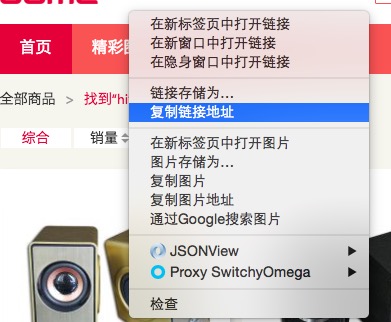 首页
精彩
全部商品 > 找到"hi
综合
销量
在新标签页中打开链接
在新窗口中打开链接
在隐身窗口中打开链接
链接存储为...
复制链接地址
在新标签页中打开图片
图片存储为...
复制图片
复制图片地址
通过Google搜索图片
JSONView
Proxy SwitchyOmega
检查